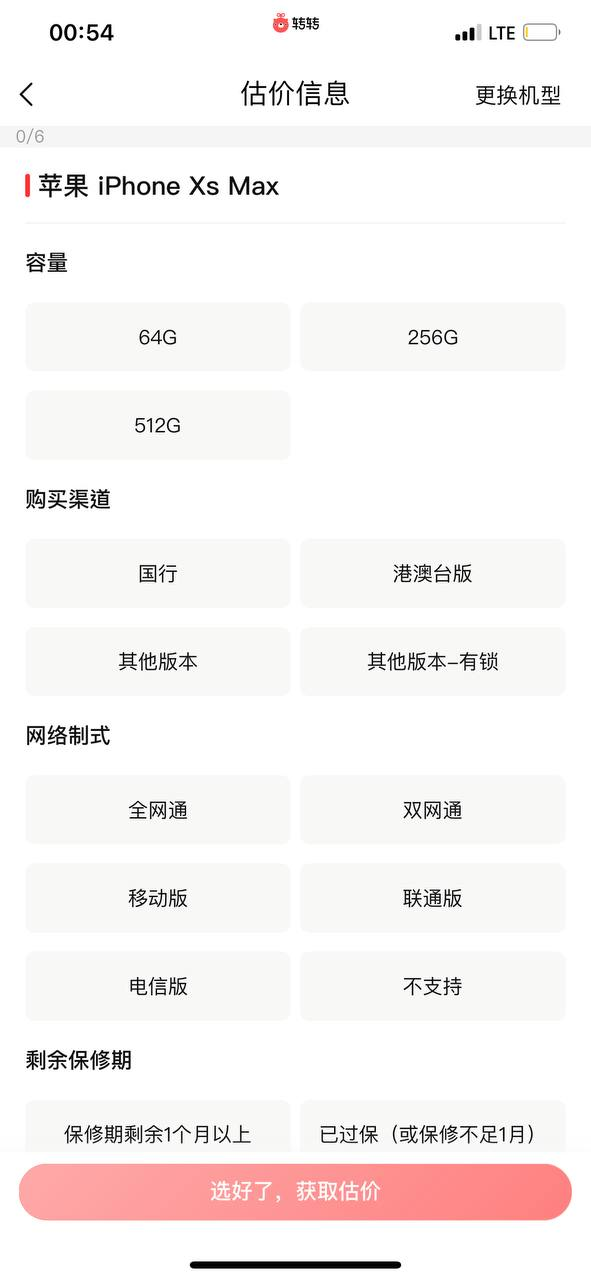 00:54
转转
LTE
估价信息
更换机型
0/6
苹果 iPhone Xs Max
容量
64G
256G
512G
购买渠道
国行
港澳台版
其他版本
其他版本-有锁
网络制式
全网通
双网通
移动版
联通版
电信版
不支持
剩余保修期
保修期剩余1个月以上
已过保（或保修不足1月）
选好了，获取估价